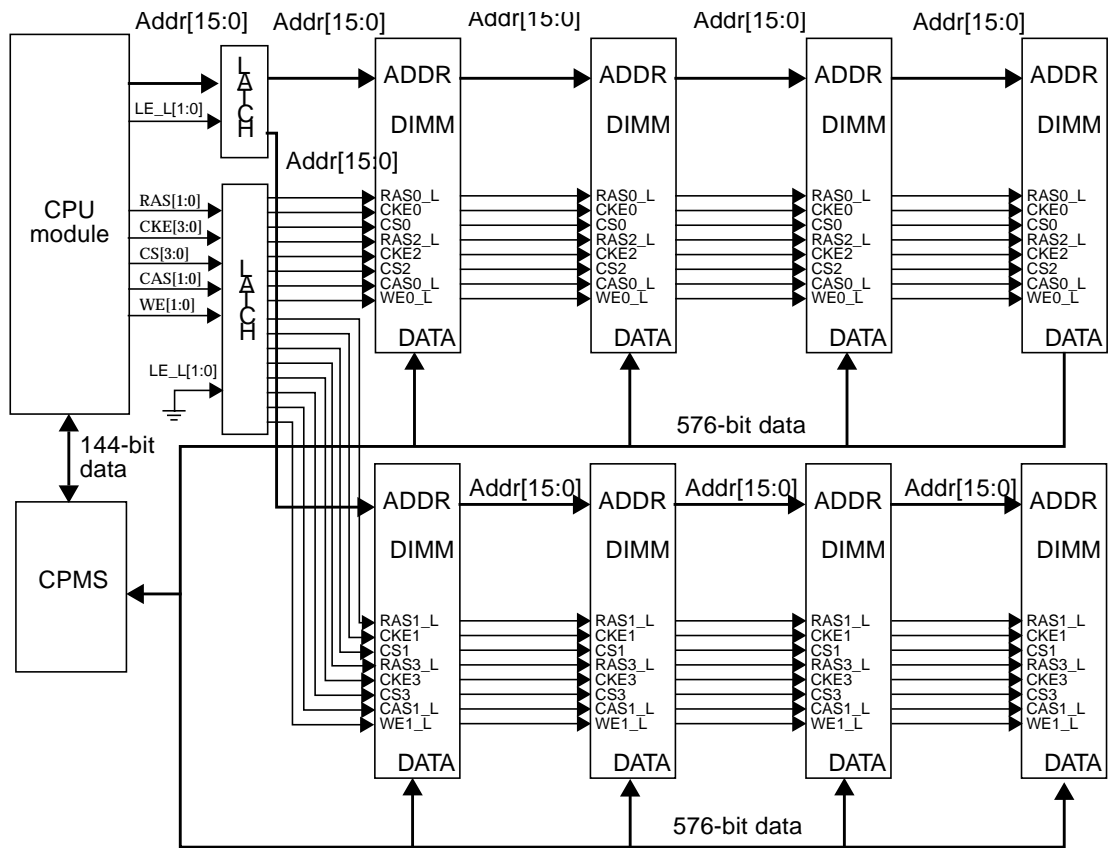 Addr[15:0]
Addr[15:0]
Addr[15:0]
Addr[15:0]
Addr[15:0]
LATCH
LE_L[1:0]
ADDR
ADDR
ADDR
ADDR
DIMM
DIMM
DIMM
DIMM
Addr[15:0]
CPU
module
RAS[1:0]
CKE[3:0]
CS[3:0]
CAS[1:0]
WE[1:0]
LE_L[1:0]
LATCH
RAS0_L
CKE0
CS0
RAS2_L
CKE2
CS2
CAS0_L
WE0_L
DATA
RAS0_L
CKE0
CS0
RAS2_L
CKE2
CS2
CAS0_L
WE0_L
DATA
RAS0_L
CKE0
CS0
RAS2_L
CKE2
CS2
CAS0_L
WE0_L
DATA
RAS0_L
CKE0
CS0
RAS2_L
CKE2
CS2
CAS0_L
WE0_L
DATA
144-bit
data
576-bit data
CPMS
ADDR
Addr[15:0]
ADDR
Addr[15:0]
ADDR
Addr[15:0]
ADDR
DIMM
DIMM
DIMM
DIMM
RAS1_L
CKE1
CS1
RAS3_L
CKE3
CS3
CAS1_L
WE1_L
DATA
RAS1_L
CKE1
CS1
RAS3_L
CKE3
CS3
CAS1_L
WE1_L
DATA
RAS1_L
CKE1
CS1
RAS3_L
CKE3
CS3
CAS1_L
WE1_L
DATA
RAS1_L
CKE1
CS1
RAS3_L
CKE3
CS3
CAS1_L
WE1_L
DATA
576-bit data